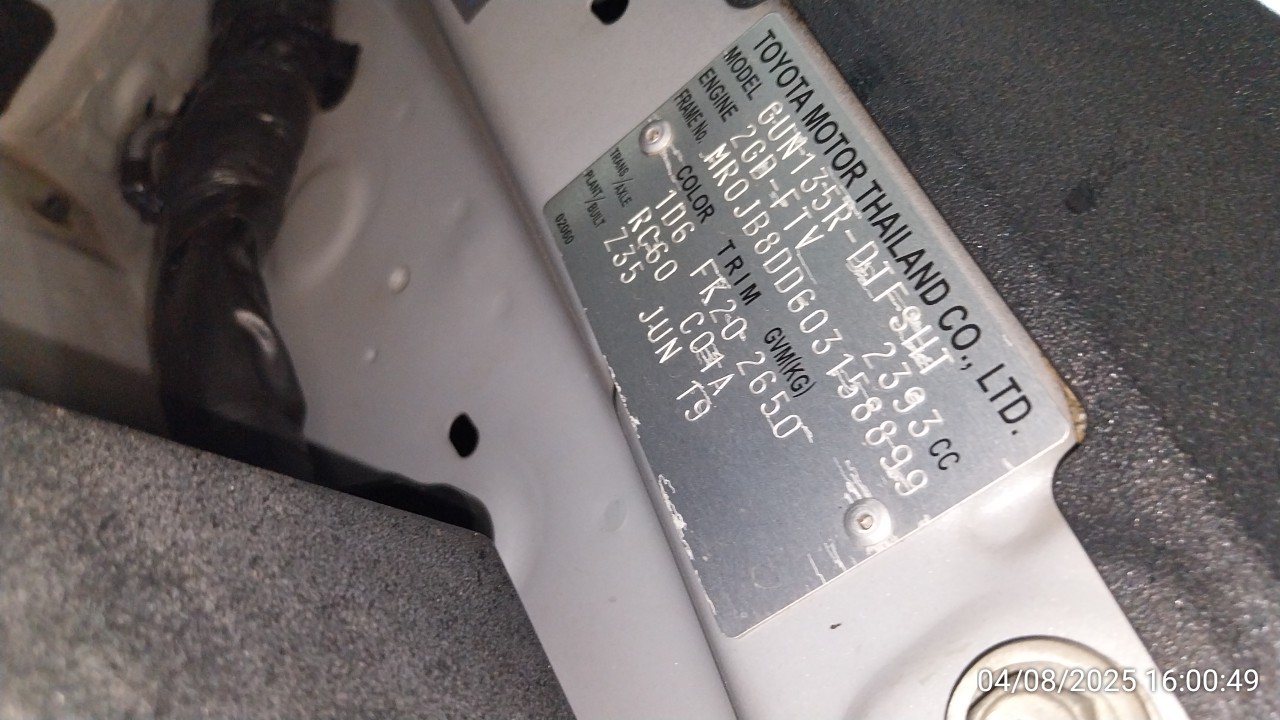 TOYOTA MOTOR THAILAND CO., LTD.
MODEL GUN135R-DTFSHT
ENGINE 2GD-FTV 2393 CC
FRAME No. MR0JB8DD603158899
COLOR TRIM GVM(KG)
1D6 FK20 2650
TRANS/AXLE RC60
PLANT/BUILT Z35 JUN 19
02060
04/08/2025 16:00:49